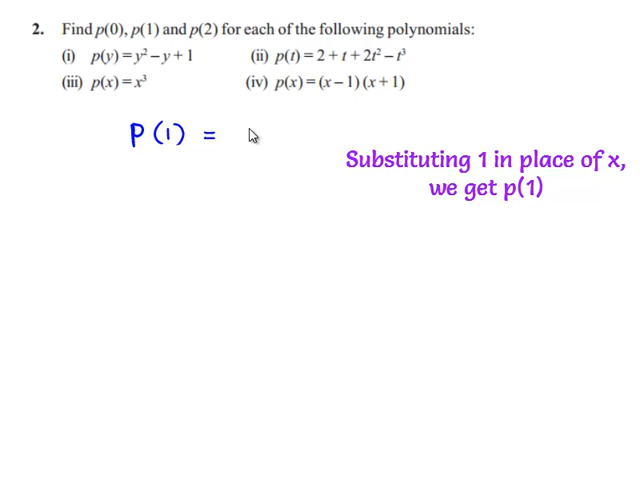 2. Find p(0), p(1) and p(2) for each of the following polynomials:
(i) p(y) = y² – y + 1 (ii) p(t) = 2 + t + 2t² – t³
(iii) p(x) = x³ (iv) p(x) = (x – 1) (x + 1)
P (1) =
Substituting 1 in place of x,
we get p(1)